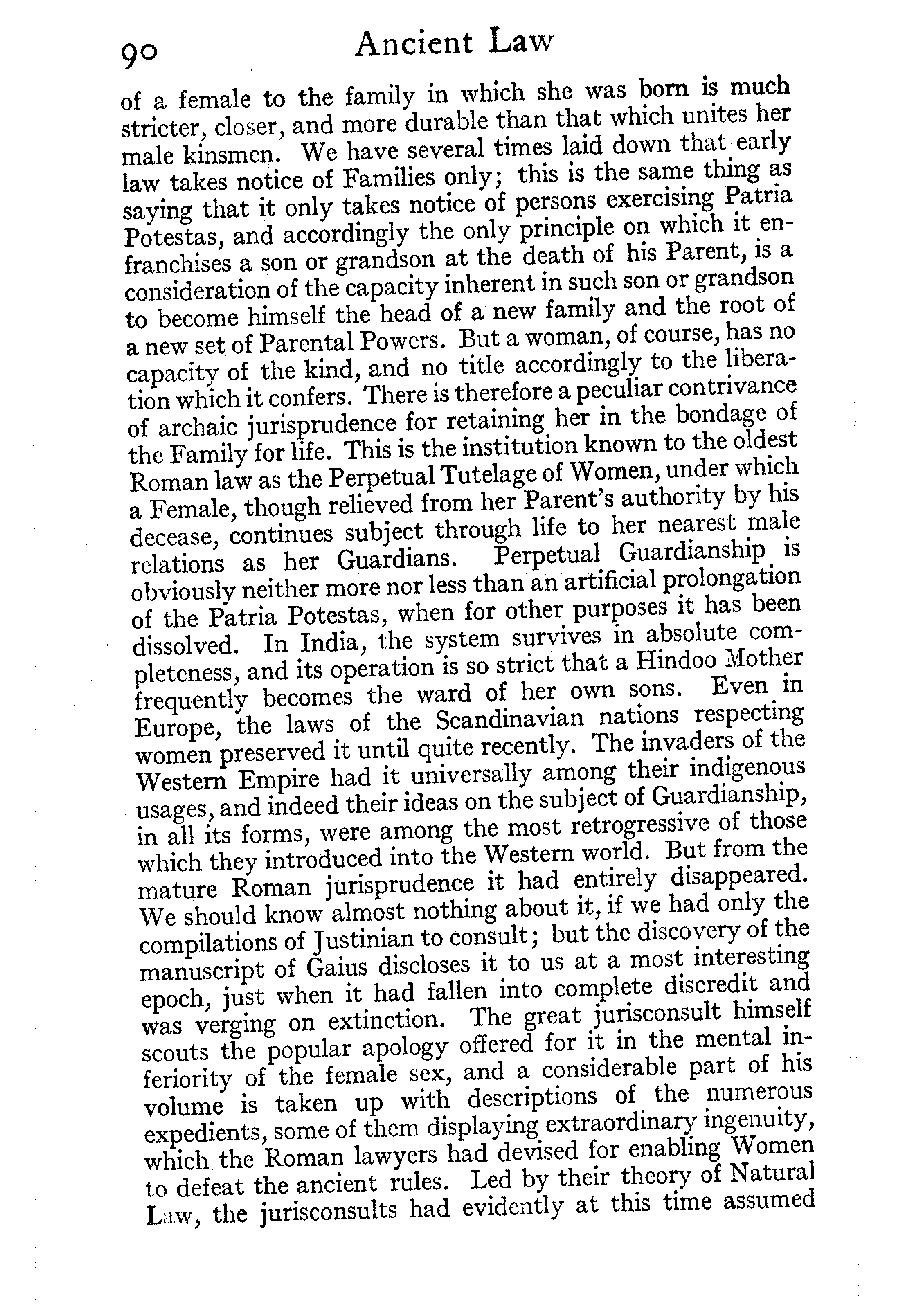 90 Ancient Law
of a female to the family in which she was born is much
stricter, closer, and more durable than that which unites her
male kinsmen. We have several times laid down that early
law takes notice of Families only; this is the same thing as
saying that it only takes notice of persons exercising Patria
Potestas, and accordingly the only principle on which it en-
franchises a son or grandson at the death of his Parent, is a
consideration of the capacity inherent in such son or grandson
to become himself the head of a new family and the root of
a new set of Parental Powers. But a woman, of course, has no
capacity of the kind, and no title accordingly to the libera-
tion which it confers. There is therefore a peculiar contrivance
of archaic jurisprudence for retaining her in the bondage of
the Family for life. This is the institution known to the oldest
Roman law as the Perpetual Tutelage of Women, under which
a Female, though relieved from her Parent's authority by his
decease, continues subject through life to her nearest male
relations as her Guardians. Perpetual Guardianship is
obviously neither more nor less than an artificial prolongation
of the Patria Potestas, when for other purposes it has been
dissolved. In India, the system survives in absolute com-
pleteness, and its operation is so strict that a Hindoo Mother
frequently becomes the ward of her own sons. Even in
Europe, the laws of the Scandinavian nations respecting
women preserved it until quite recently. The invaders of the
Western Empire had it universally among their indigenous
usages, and indeed their ideas on the subject of Guardianship,
in all its forms, were among the most retrogressive of those
which they introduced into the Western world. But from the
mature Roman jurisprudence it had entirely disappeared.
We should know almost nothing about it, if we had only the
compilations of Justinian to consult; but the discovery of the
manuscript of Gaius discloses it to us at a most interesting
epoch, just when it had fallen into complete discredit and
was verging on extinction. The great jurisconsult himself
scouts the popular apology offered for it in the mental in-
feriority of the female sex, and a considerable part of his
volume is taken up with descriptions of the numerous
expedients, some of them displaying extraordinary ingenuity,
which the Roman lawyers had devised for enabling Women
to defeat the ancient rules. Led by their theory of Natural
Law, the jurisconsults had evidently at this time assumed